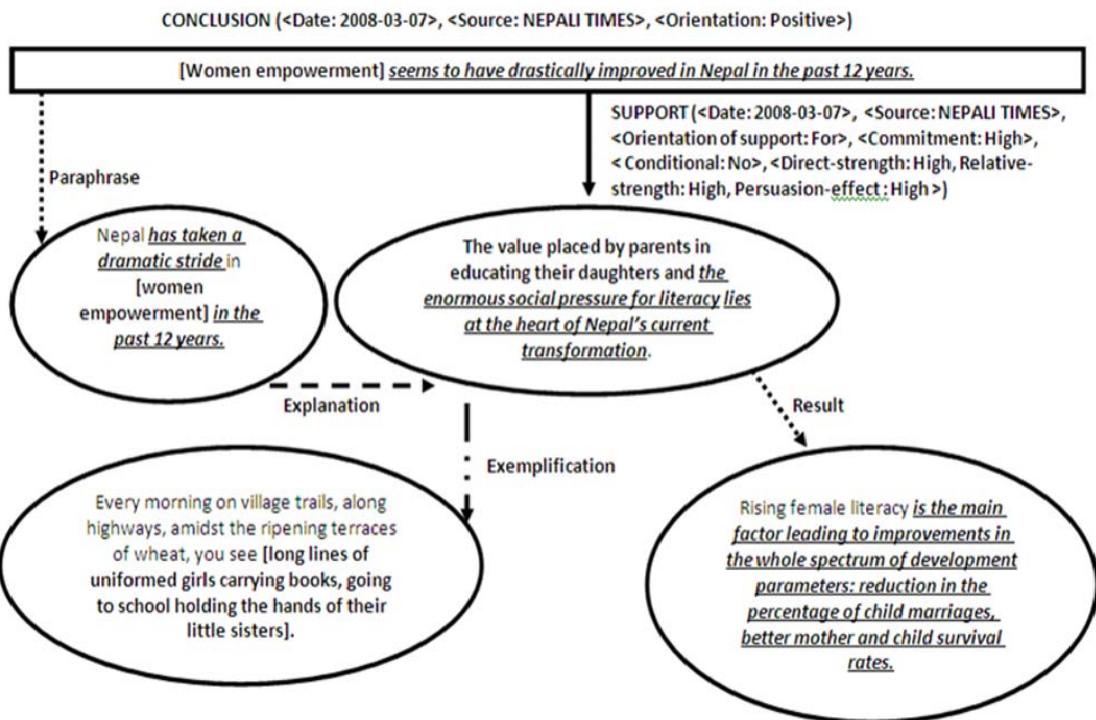 CONCLUSION (<Date: 2008-03-07>, <Source: NEPALI TIMES>, <Orientation: Positive>)
[Women empowerment] seems to have drastically improved in Nepal in the past 12 years.
SUPPORT (<Date: 2008-03-07>, <Source: NEPALI TIMES>,
<Orientation of support: For>, <Commitment: High>,
< Conditional: No>, <Direct-strength: High, Relative-
strength: High, Persuasion-effect : High >)
Paraphrase
Nepal has taken a
dramatic stride in
[women
empowerment] in the
past 12 years.
The value placed by parents in
educating their daughters and the
enormous social pressure for literacy lies
at the heart of Nepal"s current
transformation.
Explanation
Result
Exemplification
Every morning on village trails, along
highways, amidst the ripening terraces
of wheat, you see [long lines of
uniformed girls carrying books, going
to school holding the hands of their
little sisters].
Rising female literacy is the main
factor leading to improvements in
the whole spectrum of development
parameters: reduction in the
percentage of child marriages,
better mother and child survival
rates.